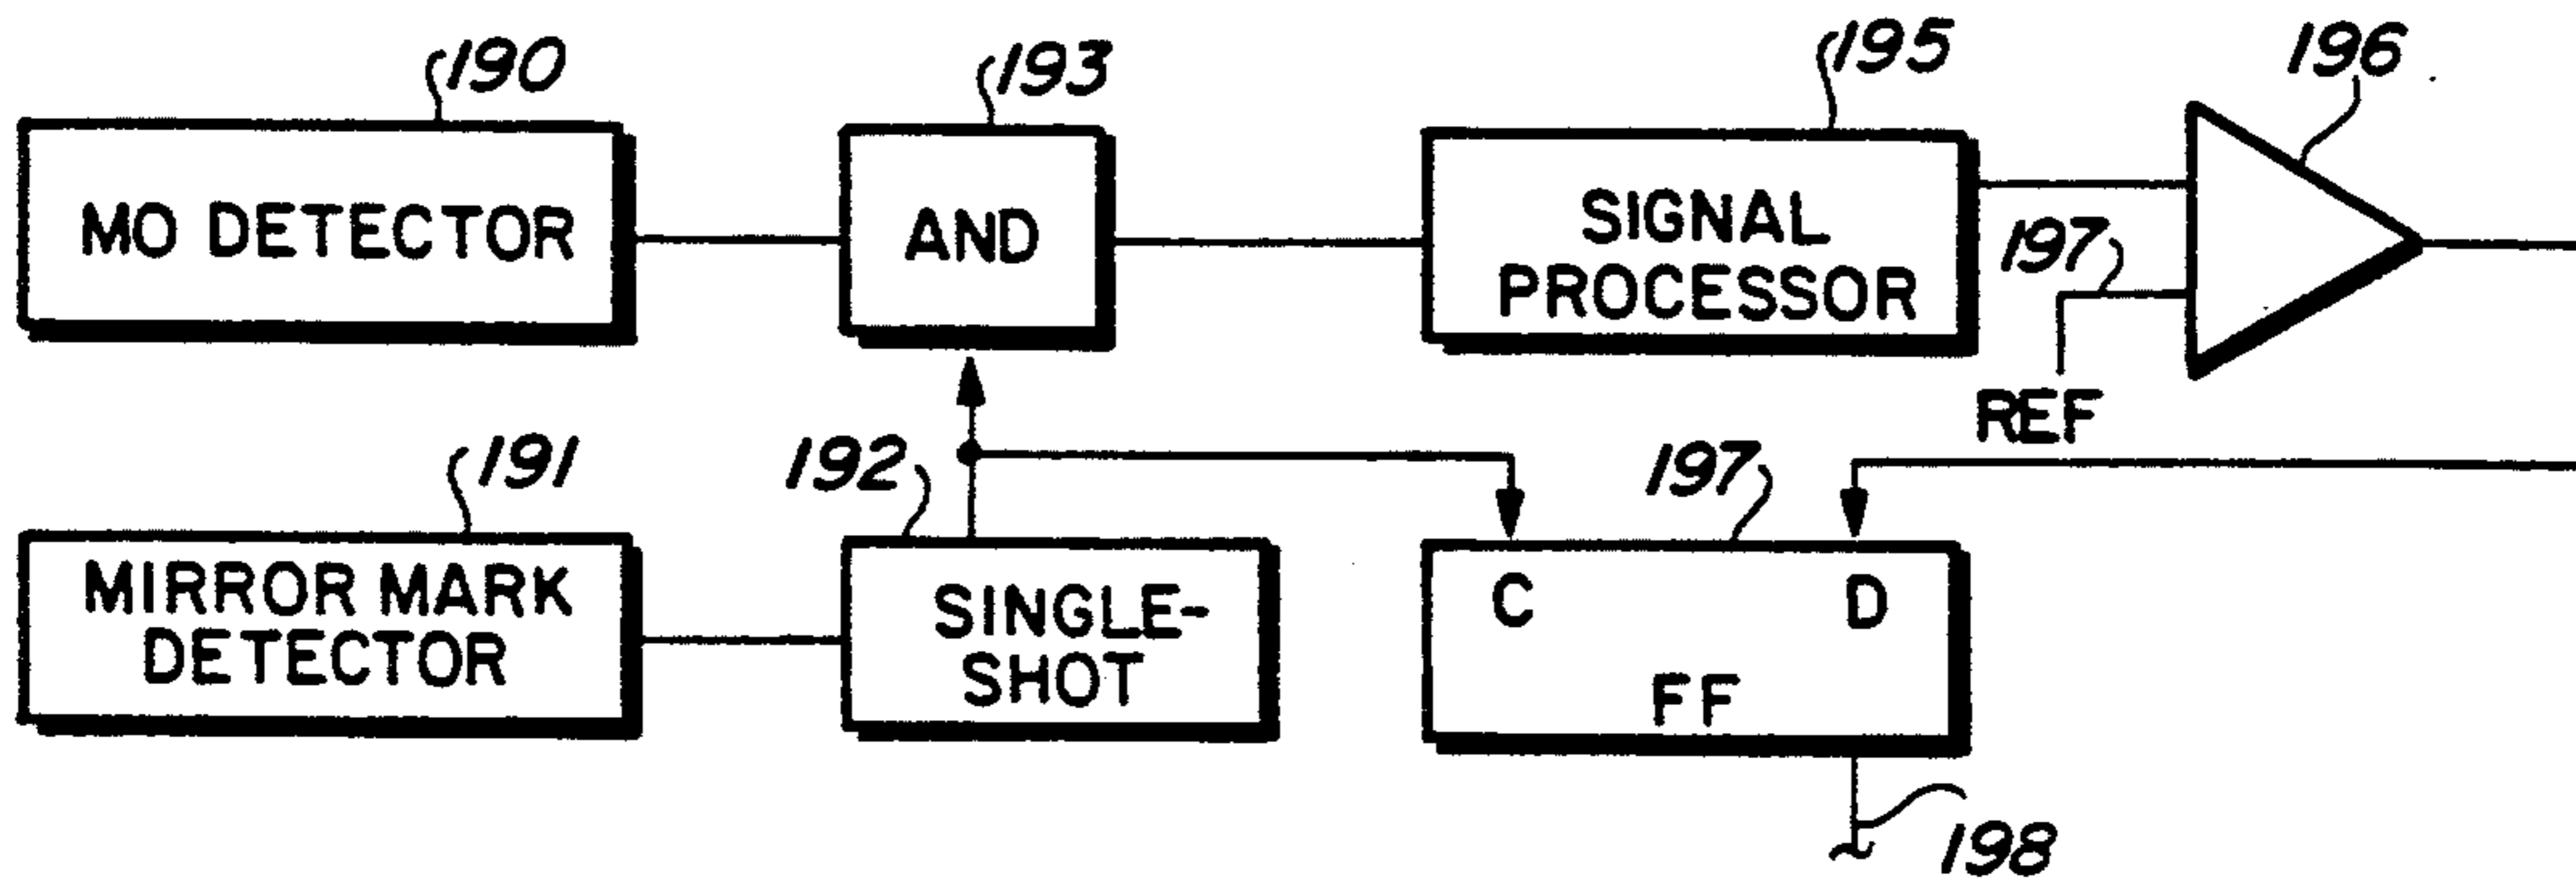 190
193
195
196
MO DETECTOR
AND
SIGNAL
PROCESSOR
197
REF
191
192
197
MIRROR MARK
DETECTOR
SINGLE-
SHOT
C
D
FF
198